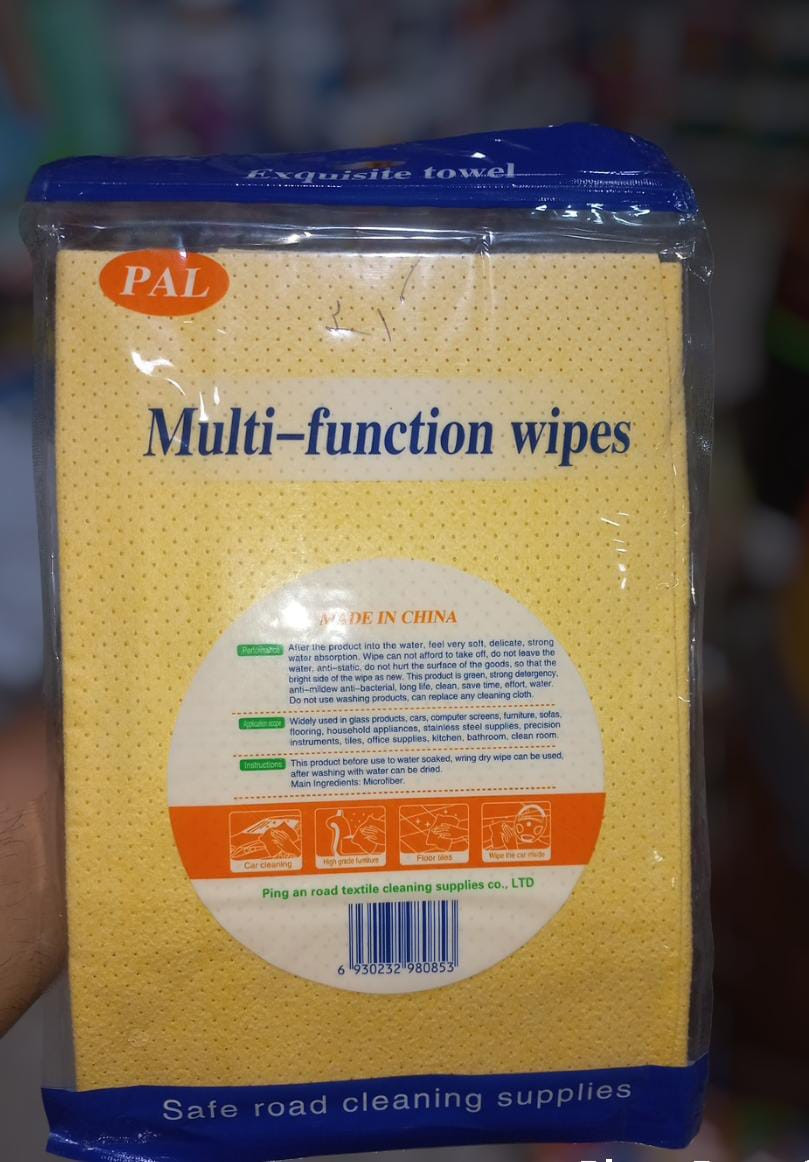 Exquisite towel
PAL
Multi-function wipes
MADE IN CHINA
Performance
After the product into the water, feel very soft, delicate, strong
water absorption. Wipe can not afford to take off, do not leave the
water, anti-static, do not hurt the surface of the goods, so that the
bright side of the wipe as new. This product is green, strong detergency,
anti-mildew anti-bacterial, long life, clean, save time, effort, water.
Do not use washing products, can replace any cleaning cloth.
Application scope
Widely used in glass products, cars, computer screens, furniture, sofas,
flooring, household appliances, stainless steel supplies, precision
instruments, tiles, office supplies, kitchen, bathroom, clean room.
Instructions
This product before use to water soaked, wring dry wipe can be used,
after washing with water can be dried.
Main Ingredients: Microfiber.
Car cleaning
High grade furniture
Floor tiles
Wipe the car inside
Ping an road textile cleaning supplies co., LTD
6 930232 980853
Safe road cleaning supplies